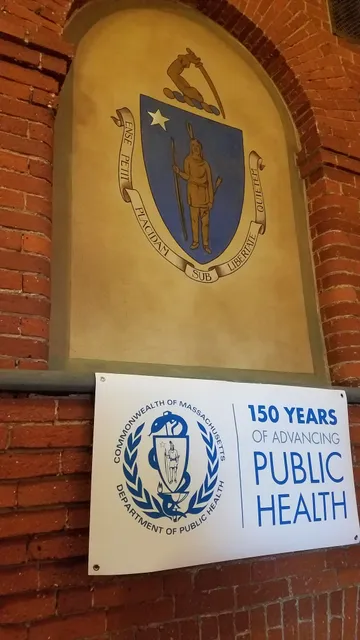 ENSE PETIT
PLACIDAM
SUB
LIBERTATE
QUIETEM
COMMONWEALTH OF MASSACHUSETTS
DEPARTMENT OF PUBLIC HEALTH
150 YEARS
OF ADVANCING
PUBLIC
HEALTH